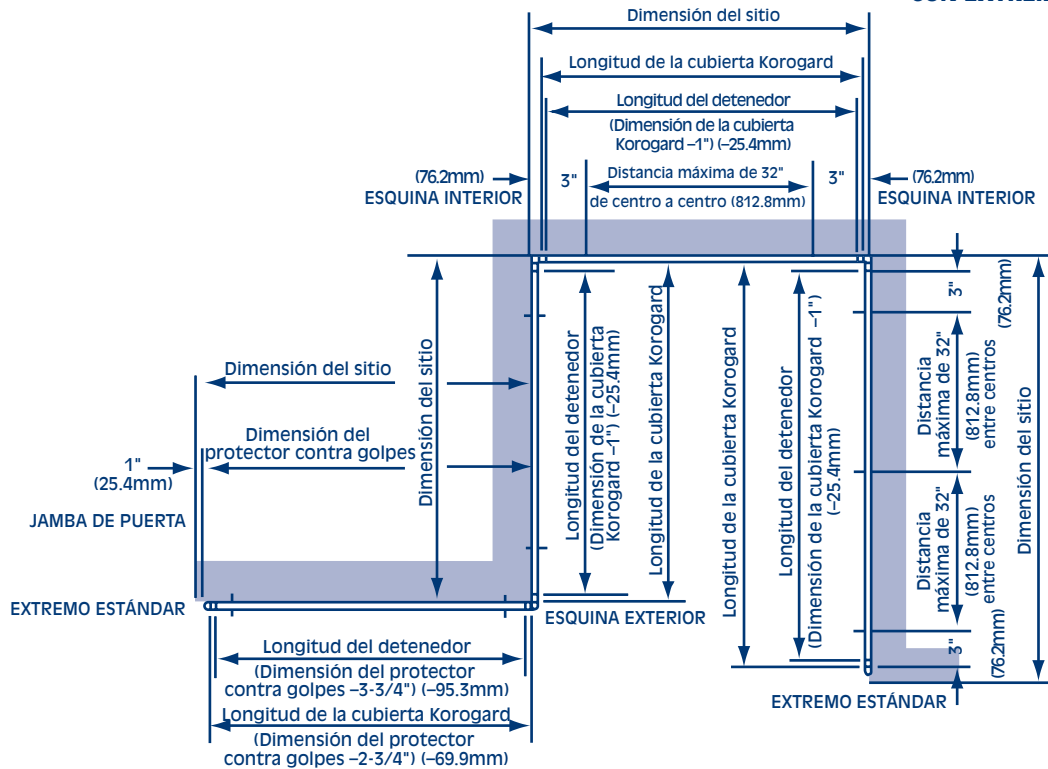 Dimensión del sitio
Longitud de la cubierta Korogard
Longitud del detenedor
(Dimensión de la cubierta
Korogard –1") (–25.4mm)
(76.2mm)
3"
Distancia máxima de 32"
3"
(76.2mm)
ESQUINA INTERIOR
de centro a centro (812.8mm)
ESQUINA INTERIOR
Dimensión del sitio
Longitud del detenedor
(Dimensión de la cubierta
Korogard –1") (–25.4mm)
Longitud de la cubierta Korogard
Longitud de la cubierta Korogard
Longitud del detenedor
(Dimensión de la cubierta Korogard –1")
(–25.4mm)
3"
(76.2mm)
Distancia
máxima de 32"
(812.8mm)
entre centros
Distancia
máxima de 32"
(812.8mm)
entre centros
3"
(76.2mm)
Dimensión del sitio
Dimensión del sitio
Dimensión del
protector contra golpes
1"
(25.4mm)
JAMBA DE PUERTA
EXTREMO ESTÁNDAR
ESQUINA EXTERIOR
Longitud del detenedor
(Dimensión del protector
contra golpes –3-3/4") (–95.3mm)
Longitud de la cubierta Korogard
(Dimensión del protector
contra golpes –2-3/4") (–69.9mm)
EXTREMO ESTÁNDAR